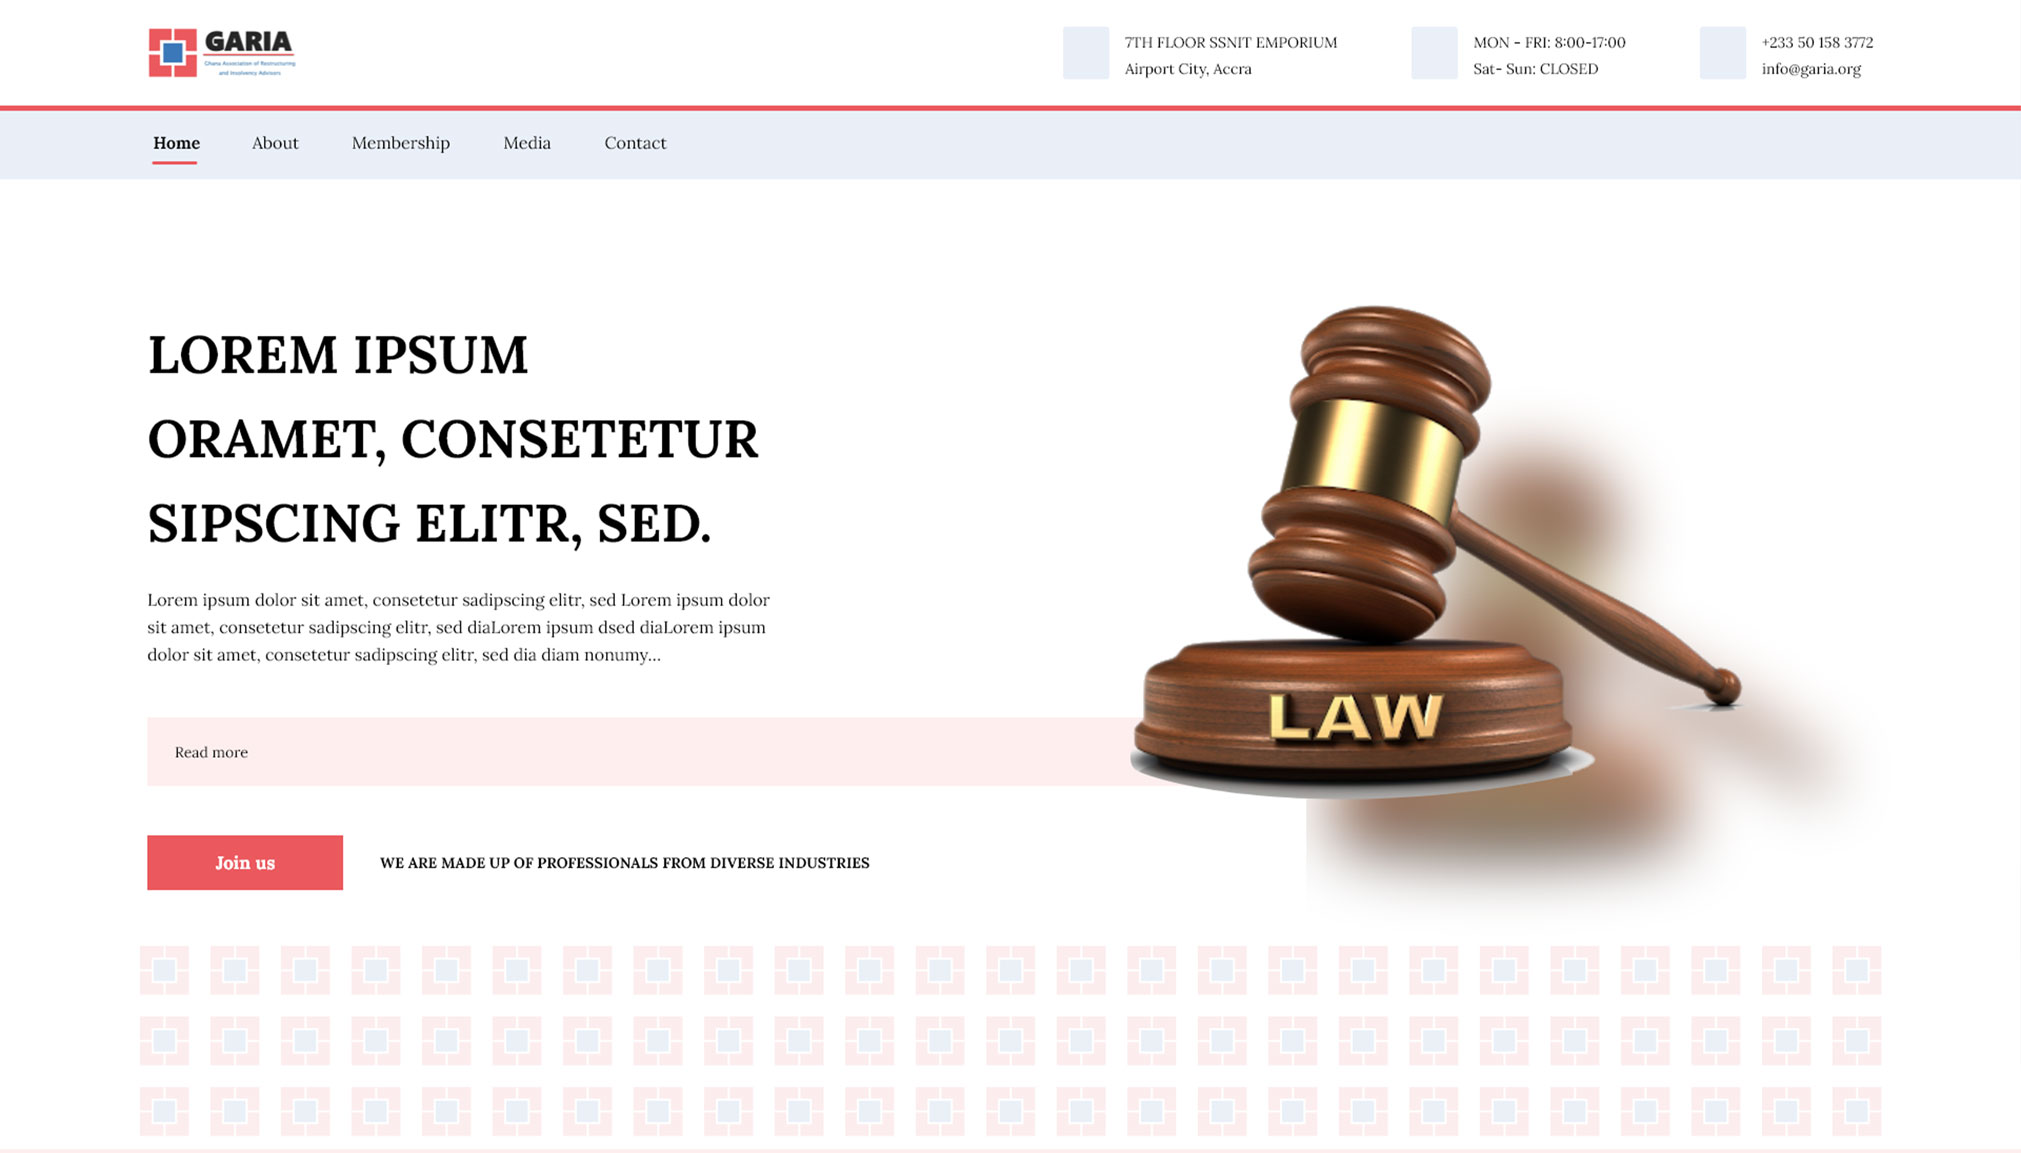 GARIA
Ghana Association of Restructuring
and Insolvency Advisors
7TH FLOOR SSNIT EMPORIUM
Airport City, Accra
MON - FRI: 8:00-17:00
Sat- Sun: CLOSED
+233 50 158 3772
info@garia.org
Home
About
Membership
Media
Contact
LOREM IPSUM
ORAMET, CONSETETUR
SIPSCING ELITR, SED.
Lorem ipsum dolor sit amet, consetetur sadipscing elitr, sed Lorem ipsum dolor
sit amet, consetetur sadipscing elitr, sed diaLorem ipsum dsed diaLorem ipsum
dolor sit amet, consetetur sadipscing elitr, sed dia diam nonumy...
LAW
Read more
Join us
WE ARE MADE UP OF PROFESSIONALS FROM DIVERSE INDUSTRIES